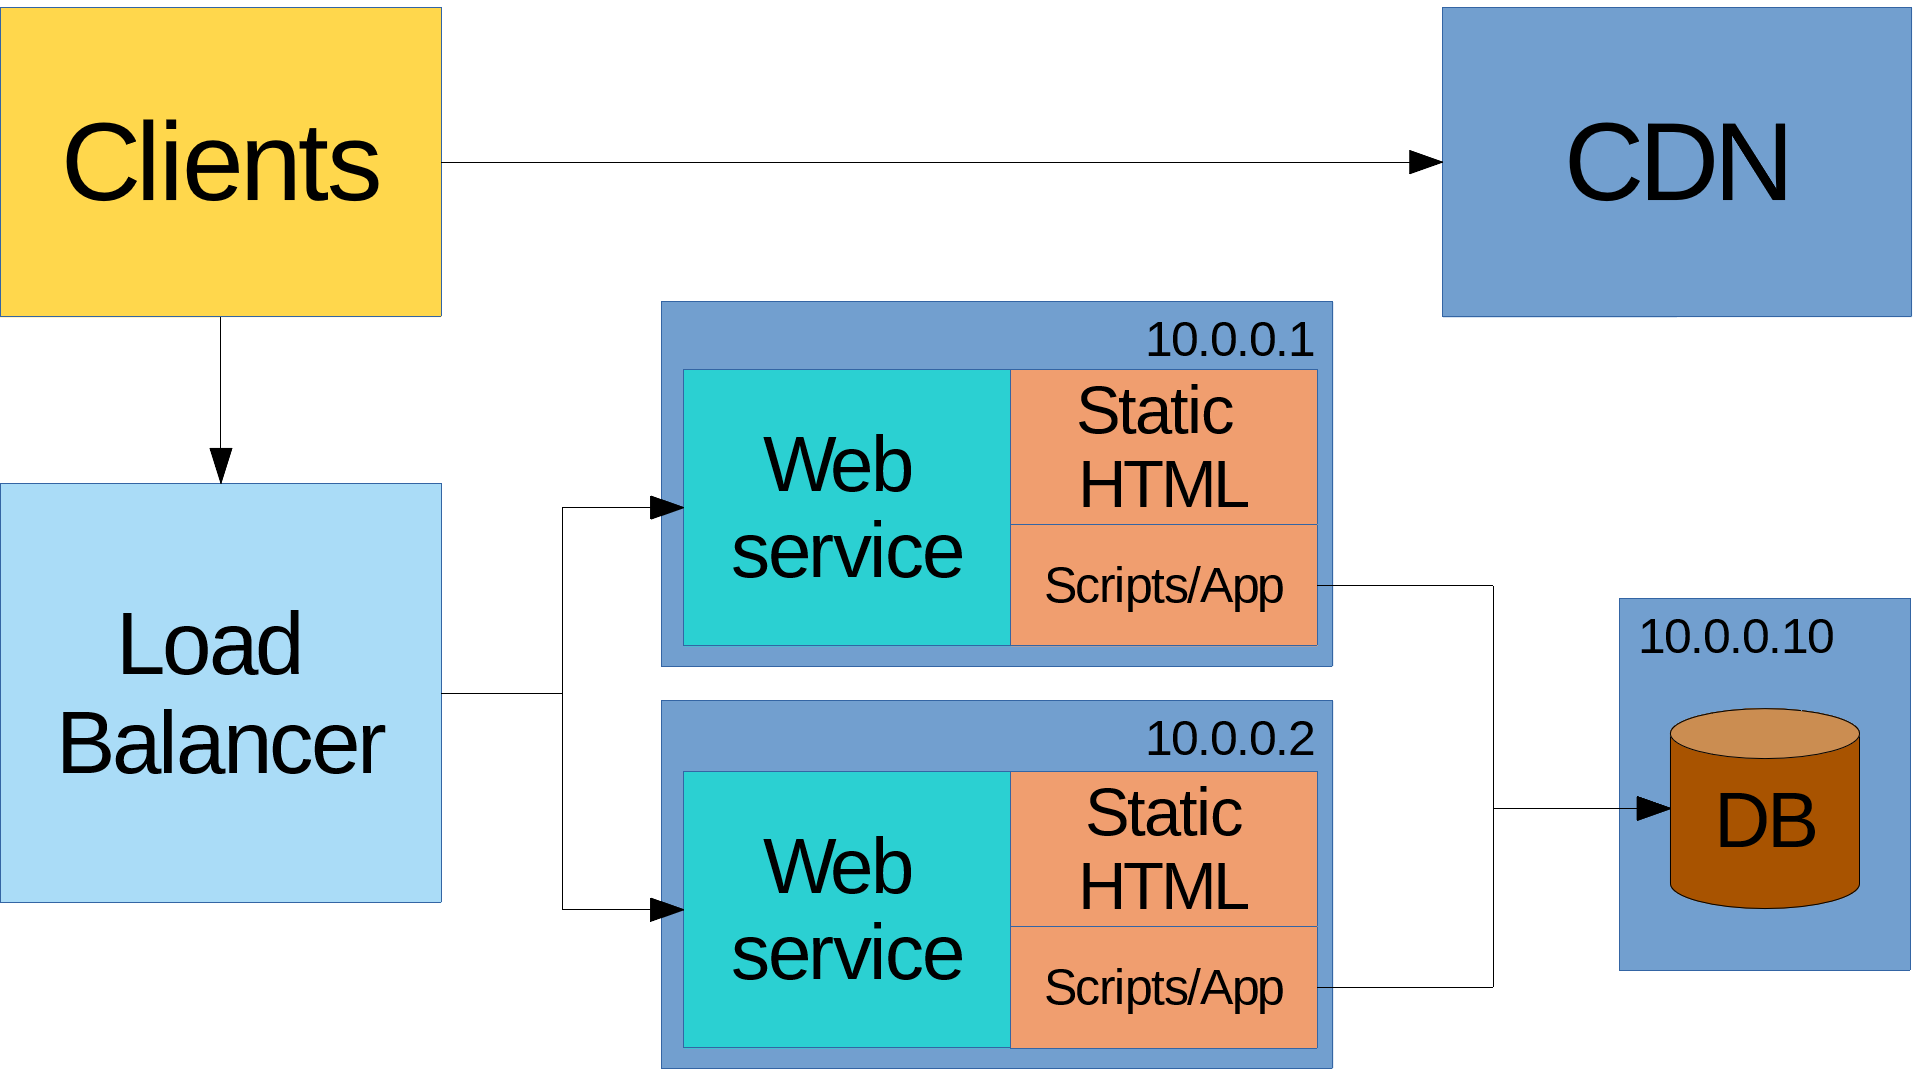 Clients
CDN
10.0.0.1
Web
service
Static
HTML
Scripts/App
Load
Balancer
10.0.0.2
Web
service
Static
HTML
Scripts/App
10.0.0.10
DB